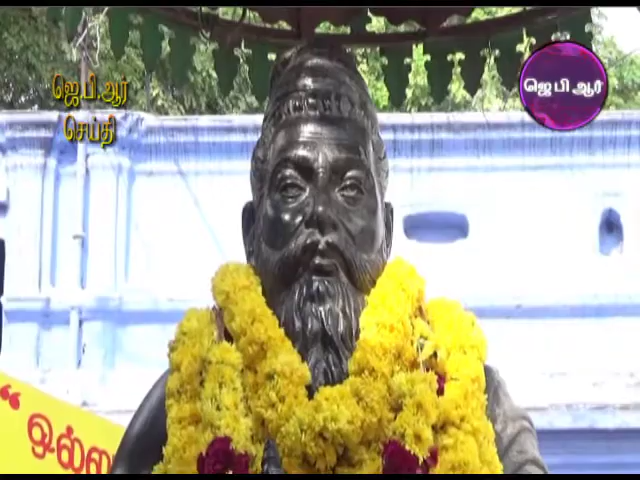 ஜெ பி ஆர்
செய்தி
ஜெ பி ஆர்